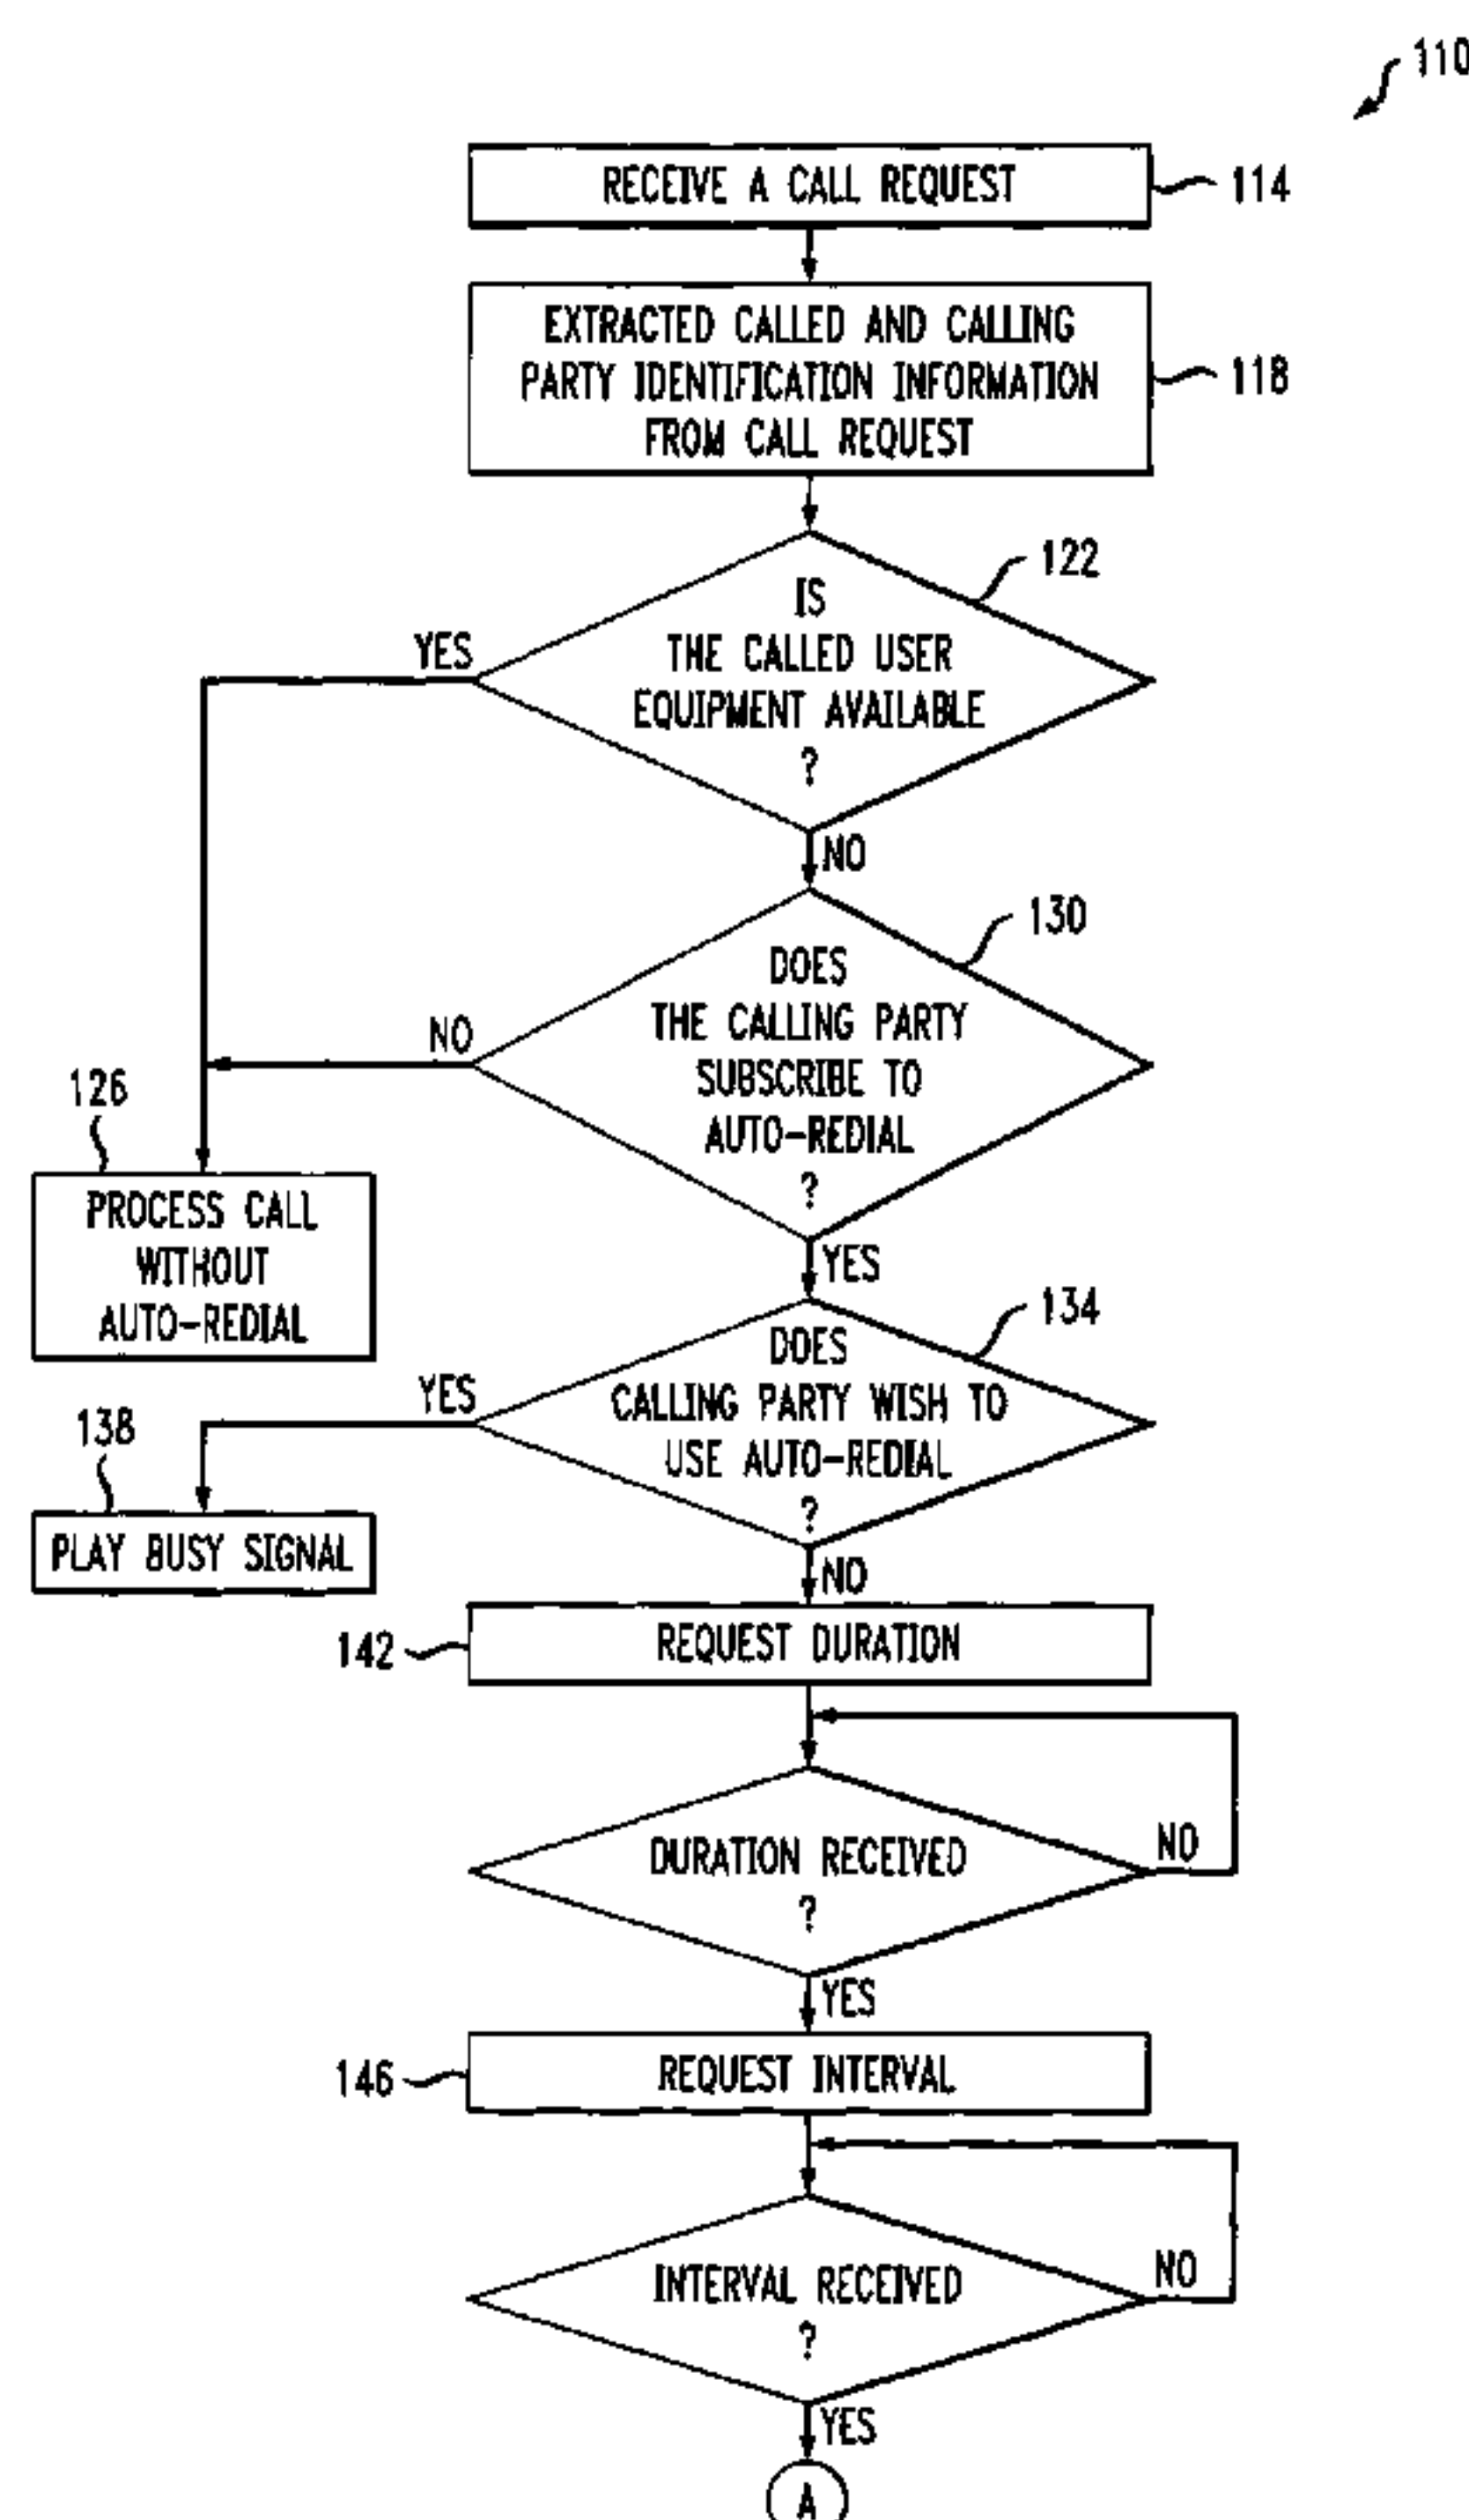 110
RECEIVE A CALL REQUEST
114
EXTRACTED CALLED AND CALLING
PARTY IDENTIFICATION INFORMATION
FROM CALL REQUEST
118
122
IS
THE CALLED USER
EQUIPMENT AVAILABLE
?
YES
NO
130
DOES
THE CALLING PARTY
SUBSCRIBE TO
AUTO-REDIAL
?
NO
126
PROCESS CALL
WITHOUT
AUTO-REDIAL
YES
134
DOES
CALLING PARTY WISH TO
USE AUTO-REDIAL
?
YES
138
PLAY BUSY SIGNAL
NO
142
REQUEST DURATION
DURATION RECEIVED
?
NO
YES
146
REQUEST INTERVAL
INTERVAL RECEIVED
?
NO
YES
A